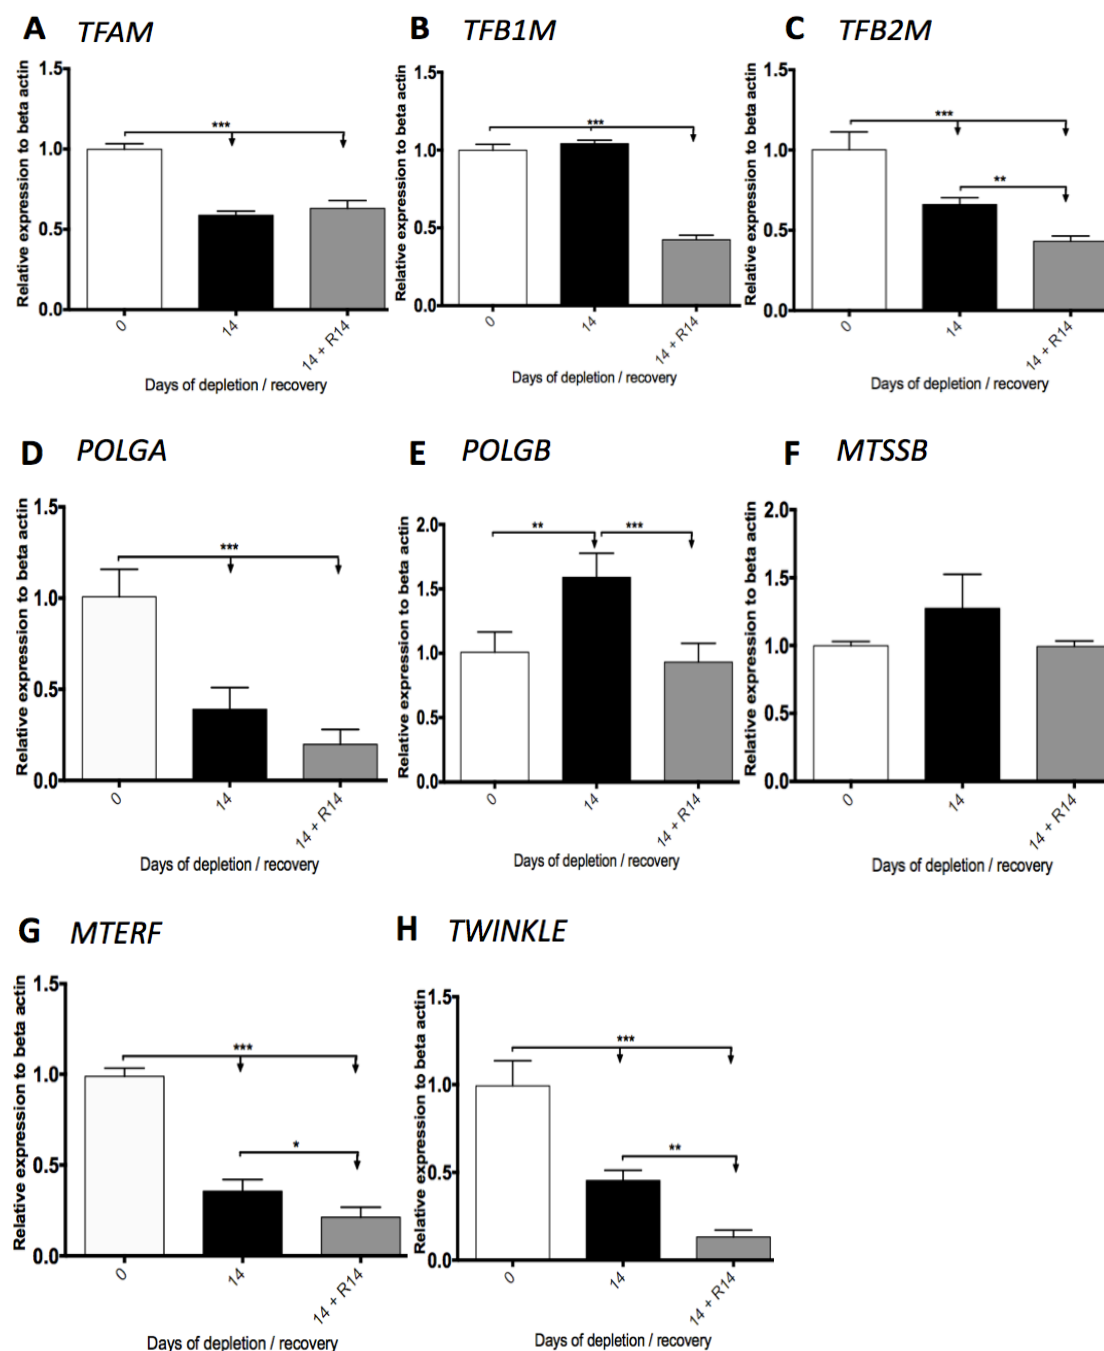 A TFAM
Relative expression to beta actin
1.5
1.0
0.5
0.0
***
0
14
14 + R14
Days of depletion / recovery
B TFB1M
Relative expression to beta actin
1.5
1.0
0.5
0.0
***
0
14
14 + R14
Days of depletion / recovery
C TFB2M
Relative expression to beta actin
1.5
1.0
0.5
0.0
***
**
0
14
14 + R14
Days of depletion / recovery
D POLGA
Relative expression to beta actin
1.5
1.0
0.5
0.0
***
0
14
14 + R14
Days of depletion / recovery
E POLGB
Relative expression to beta actin
2.0
1.5
1.0
0.5
0.0
**
***
0
14
14 + R14
Days of depletion / recovery
F MTSSB
Relative expression to beta actin
2.0
1.5
1.0
0.5
0.0
0
14
14 + R14
Days of depletion / recovery
G MTERF
Relative expression to beta actin
1.5
1.0
0.5
0.0
***
*
0
14
14 + R14
Days of depletion / recovery
H TWINKLE
Relative expression to beta actin
1.5
1.0
0.5
0.0
***
**
0
14
14 + R14
Days of depletion / recovery